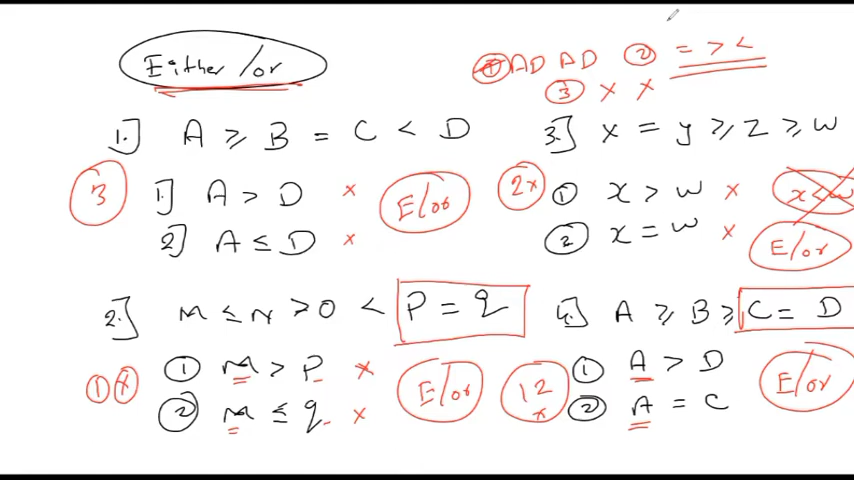 Either/or
① AD AD ② = > <
③ × ×
1.] A ≥ B = C < D
3
1.] A > D ×
2] A ≤ D ×
E/or
3.] x = y ≥ z ≥ w
2×
① x > w ×
② x = w ×
x < w
E/or
2.] M ≤ N > 0 < P = q
① ×
① M > P ×
② M ≤ q ×
E/or
4.] A ≥ B ≥ C = D
12 ×
① A > D
② A = C
E/or